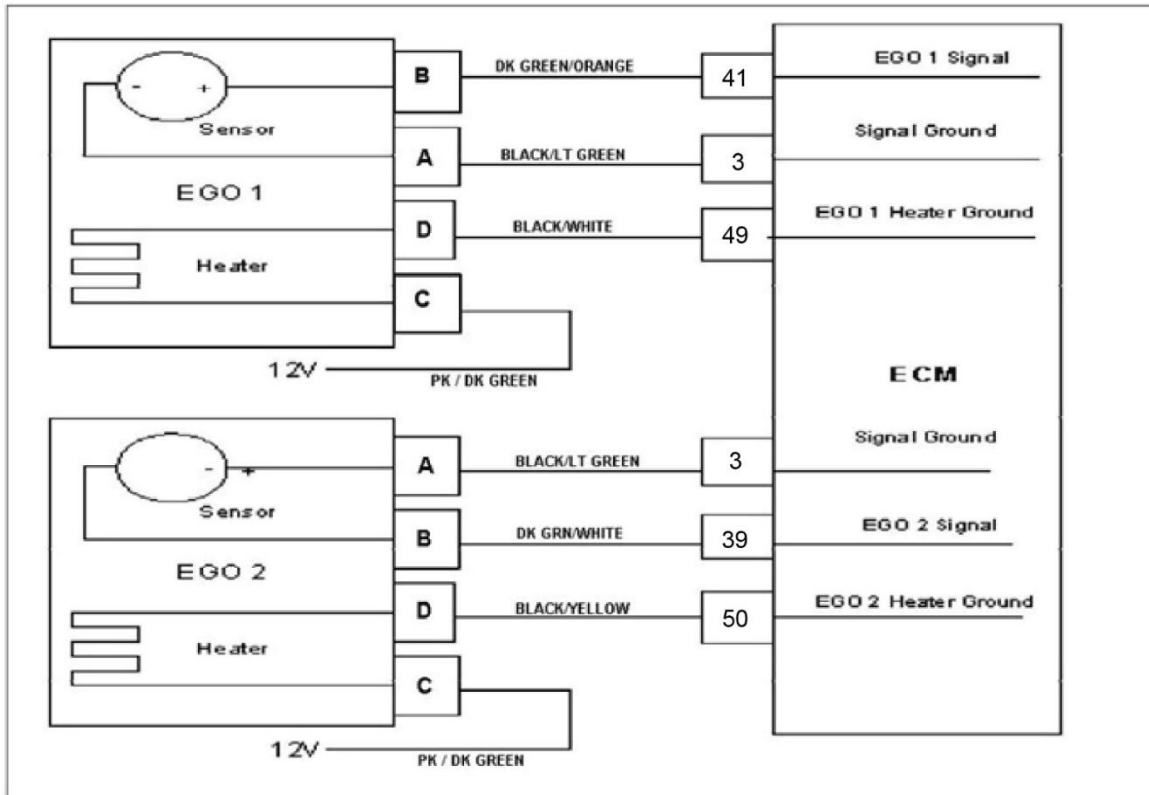 B
DK GREEN/ORANGE
41
EGO 1 Signal
- +
Sensor
A
BLACK/LT GREEN
3
Signal Ground
EGO 1
D
BLACK/WHITE
49
EGO 1 Heater Ground
Heater
C
12V
PK / DK GREEN
ECM
A
BLACK/LT GREEN
3
Signal Ground
- +
Sensor
B
DK GRN/WHITE
39
EGO 2 Signal
EGO 2
D
BLACK/YELLOW
50
EGO 2 Heater Ground
Heater
C
12V
PK / DK GREEN